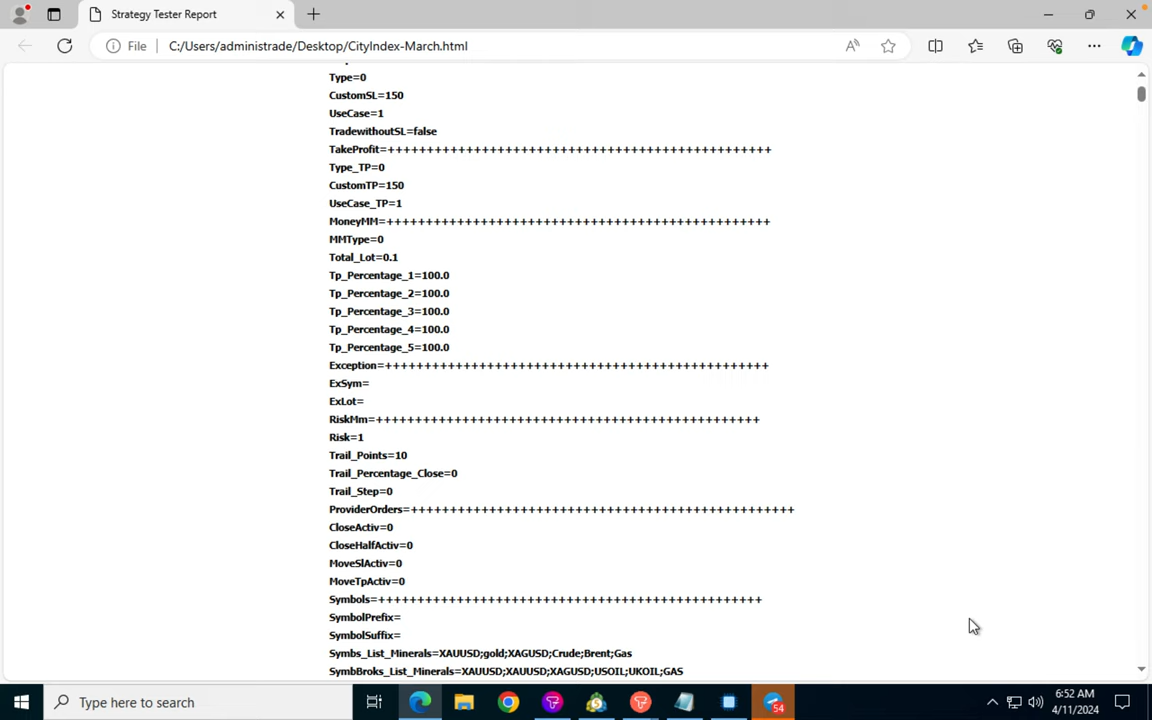 Strategy Tester Report
File
C:/Users/administrade/Desktop/CityIndex-March.html
Type=0
CustomSL=150
UseCase=1
TradewithoutSL=false
TakeProfit=+++++++++++++++++++++++++++++++++++++++++++++++++
Type_TP=0
CustomTP=150
UseCase_TP=1
MoneyMM=+++++++++++++++++++++++++++++++++++++++++++++++++
MMType=0
Total_Lot=0.1
Tp_Percentage_1=100.0
Tp_Percentage_2=100.0
Tp_Percentage_3=100.0
Tp_Percentage_4=100.0
Tp_Percentage_5=100.0
Exception=+++++++++++++++++++++++++++++++++++++++++++++++++
ExSym=
ExLot=
RiskMm=+++++++++++++++++++++++++++++++++++++++++++++++++
Risk=1
Trail_Points=10
Trail_Percentage_Close=0
Trail_Step=0
ProviderOrders=+++++++++++++++++++++++++++++++++++++++++++++++++
CloseActiv=0
CloseHalfActiv=0
MoveSlActiv=0
MoveTpActiv=0
Symbols=+++++++++++++++++++++++++++++++++++++++++++++++++
SymbolPrefix=
SymbolSuffix=
Symbs_List_Minerals=XAUUSD;gold;XAGUSD;Crude;Brent;Gas
SymbBroks_List_Minerals=XAUUSD;XAUUSD;XAGUSD;USOIL;UKOIL;GAS
Type here to search
54
6:52 AM
4/11/2024